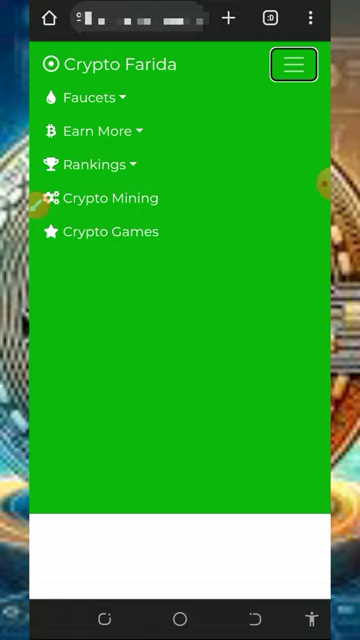 :D
Crypto Farida
Faucets
Earn More
Rankings
Crypto Mining
Crypto Games